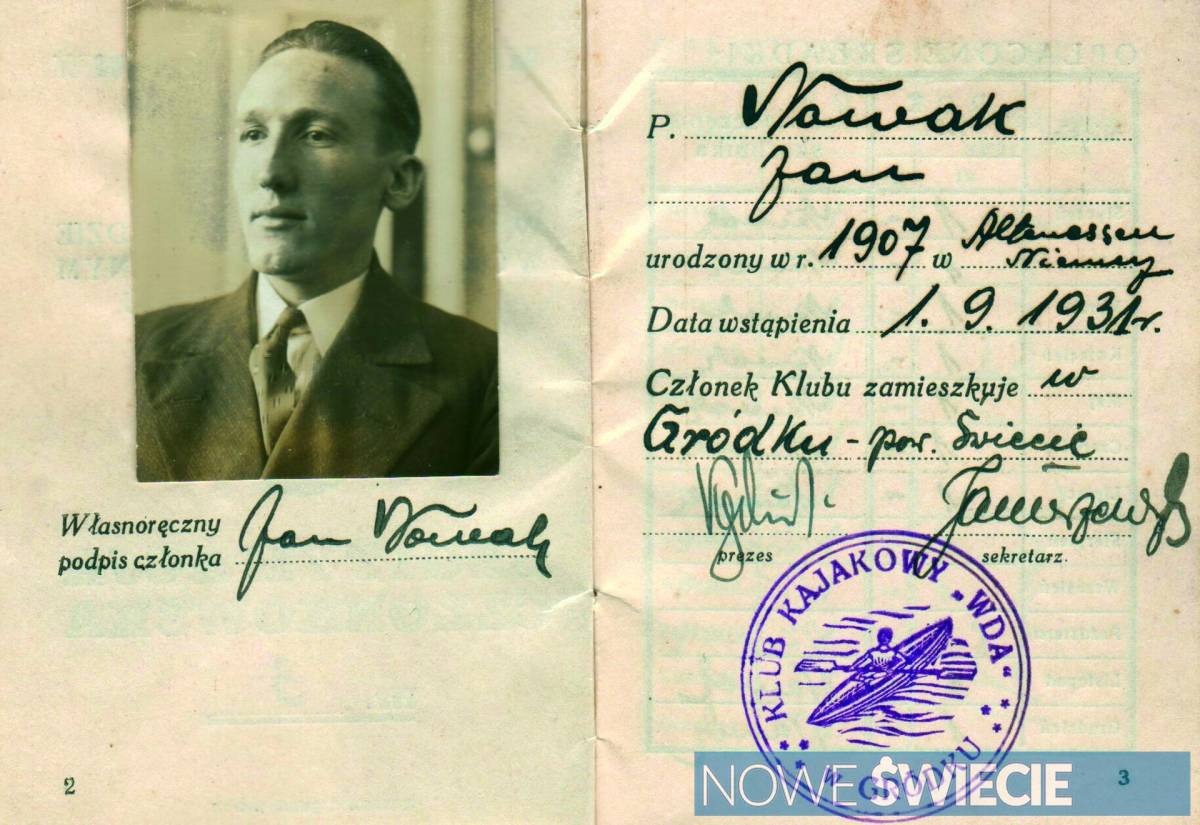 Własnoręczny
podpis członka Jan Nowak
2
P. Nowak
Jan
urodzony w r. 1907 w Altenessen
Niemcy
Data wstąpienia 1. 9. 1931 r.
Członek Klubu zamieszkuje w
Gródku - pow. Świecie
prezes sekretarz.
KLUB KAJAKOWY „WDA"
W GRÓDKU
NOWE ŚWIECIE
3